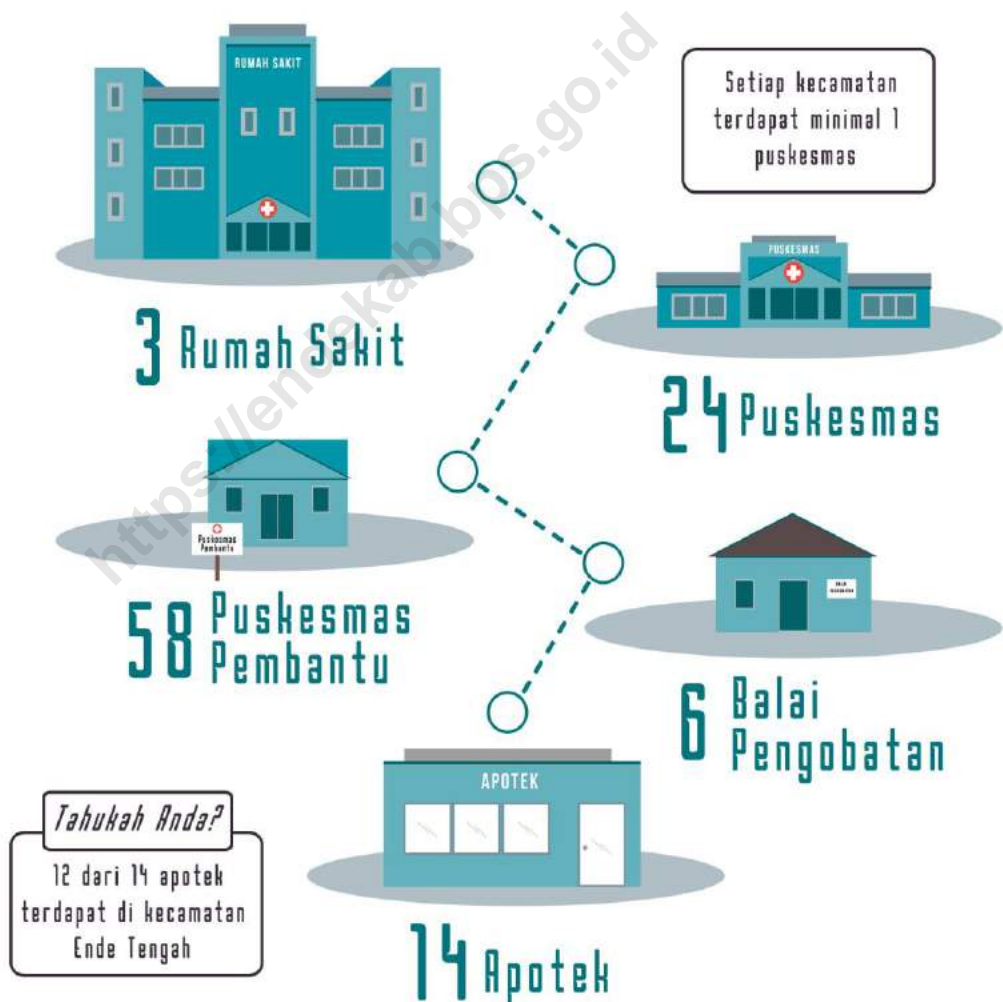 RUMAH SAKIT
3 Rumah Sakit
Setiap kecamatan
terdapat minimal 1
puskesmas
PUSKESMAS
24 Puskesmas
Puskesmas
Pembantu
58 Puskesmas
Pembantu
BALAI
PENGOBATAN
6 Balai
Pengobatan
APOTEK
14 Apotek
Tahukah Anda?
12 dari 14 apotek
terdapat di kecamatan
Ende Tengah
https://endekab.bps.go.id